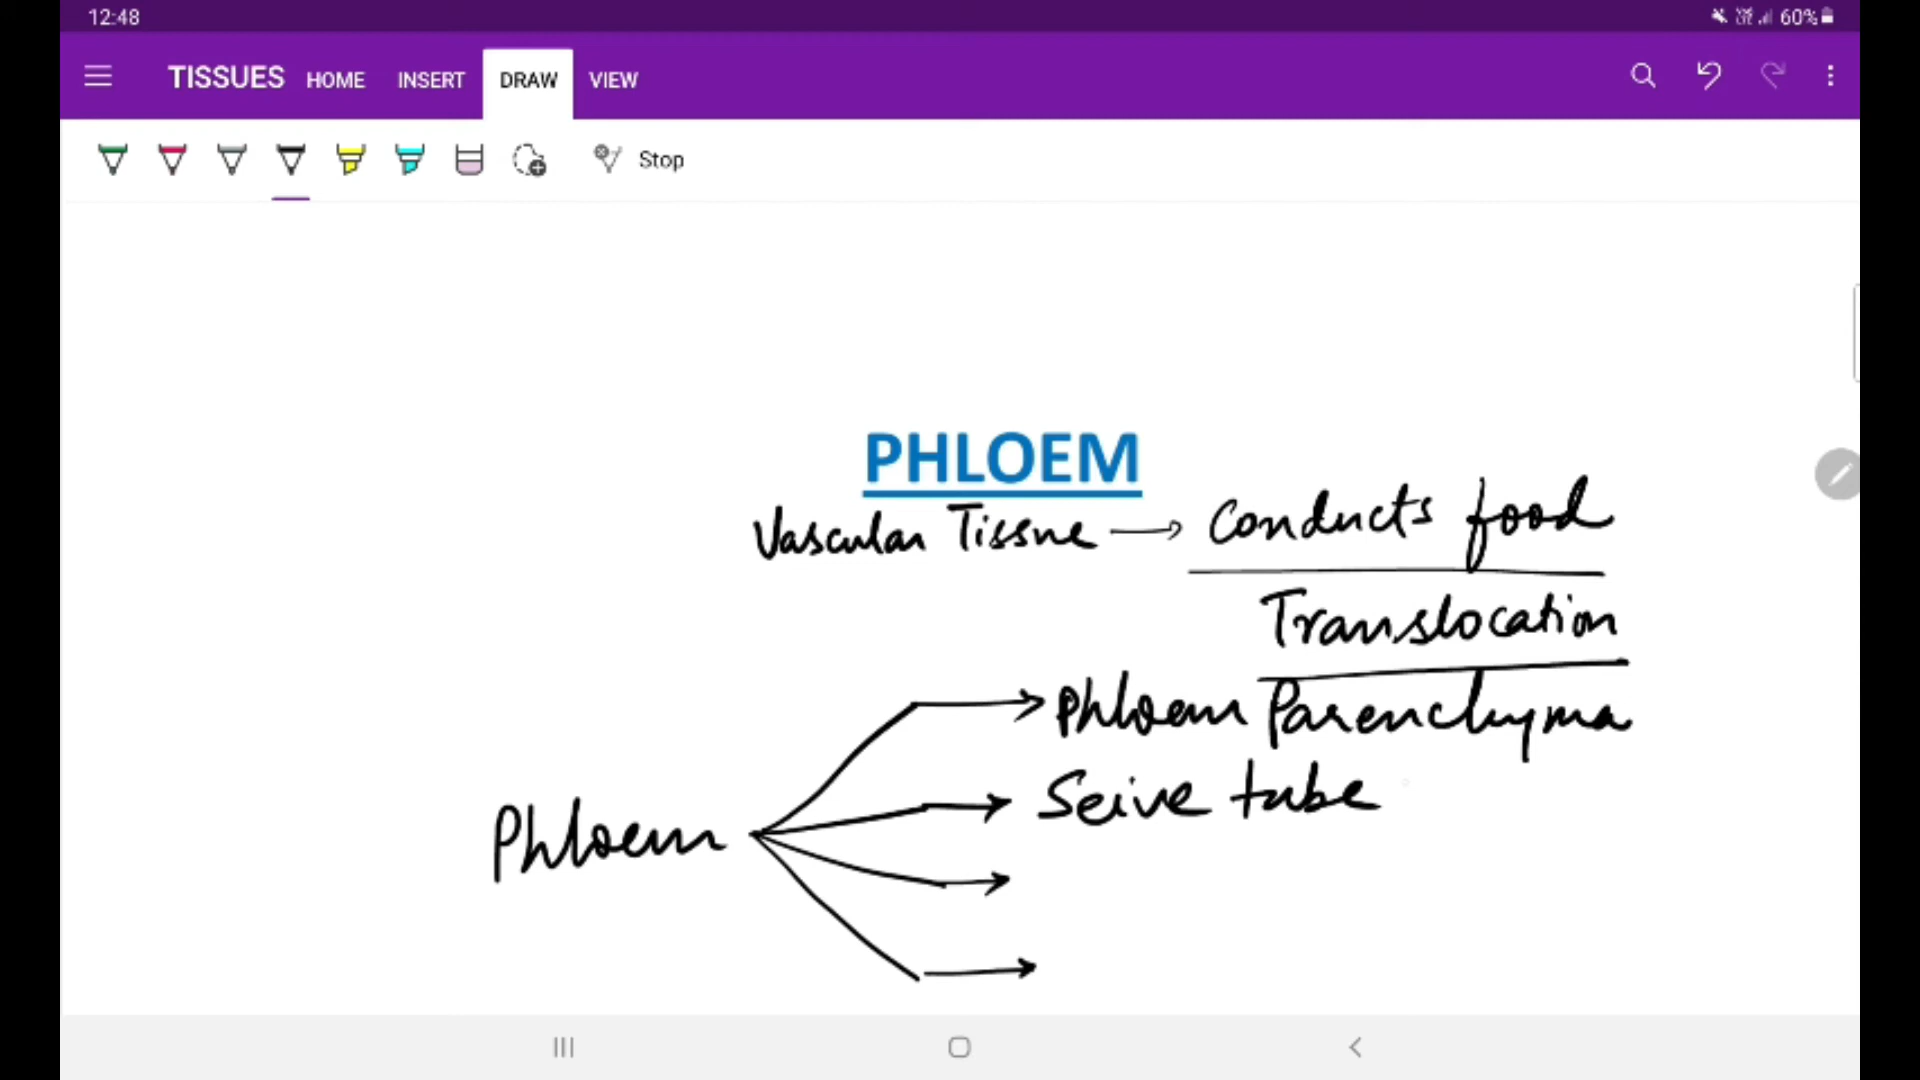 12:48 60%
TISSUES HOME INSERT DRAW VIEW
Stop
PHLOEM
Vascular Tissue → Conducts food
Translocation
Phloem Parenchyma
Seive tube
Phloem